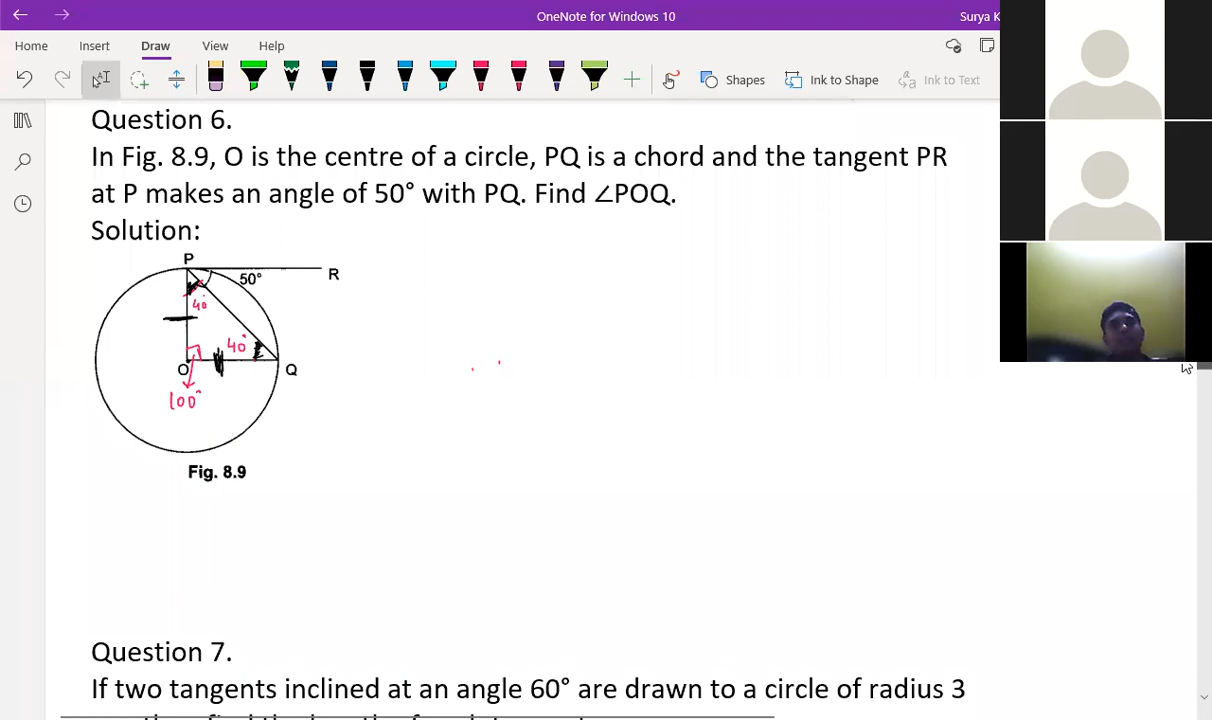 OneNote for Windows 10
Surya K
Home Insert Draw View Help
Shapes Ink to Shape Ink to Text
Question 6.
In Fig. 8.9, O is the centre of a circle, PQ is a chord and the tangent PR
at P makes an angle of 50° with PQ. Find ∠POQ.
Solution:
P
R
50°
40°
40°
O
Q
100°
Fig. 8.9
Question 7.
If two tangents inclined at an angle 60° are drawn to a circle of radius 3